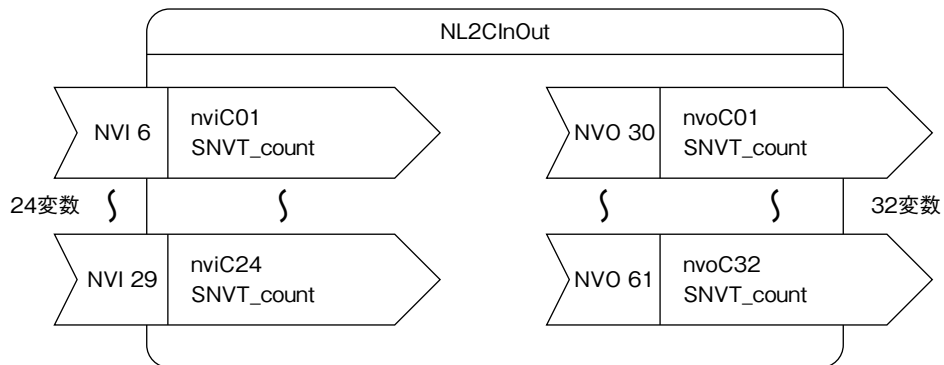 NL2CInOut
NVI 6
nviC01
SNVT_count
NVO 30
nvoC01
SNVT_count
24変数
32変数
NVI 29
nviC24
SNVT_count
NVO 61
nvoC32
SNVT_count